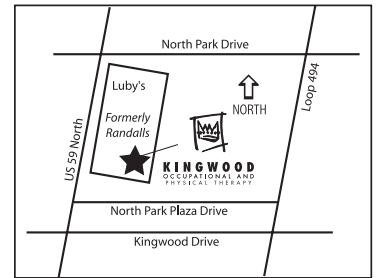 North Park Drive
Luby's
Formerly
Randalls
NORTH
US 59 North
Loop 494
KINGWOOD
OCCUPATIONAL AND
PHYSICAL THERAPY
North Park Plaza Drive
Kingwood Drive